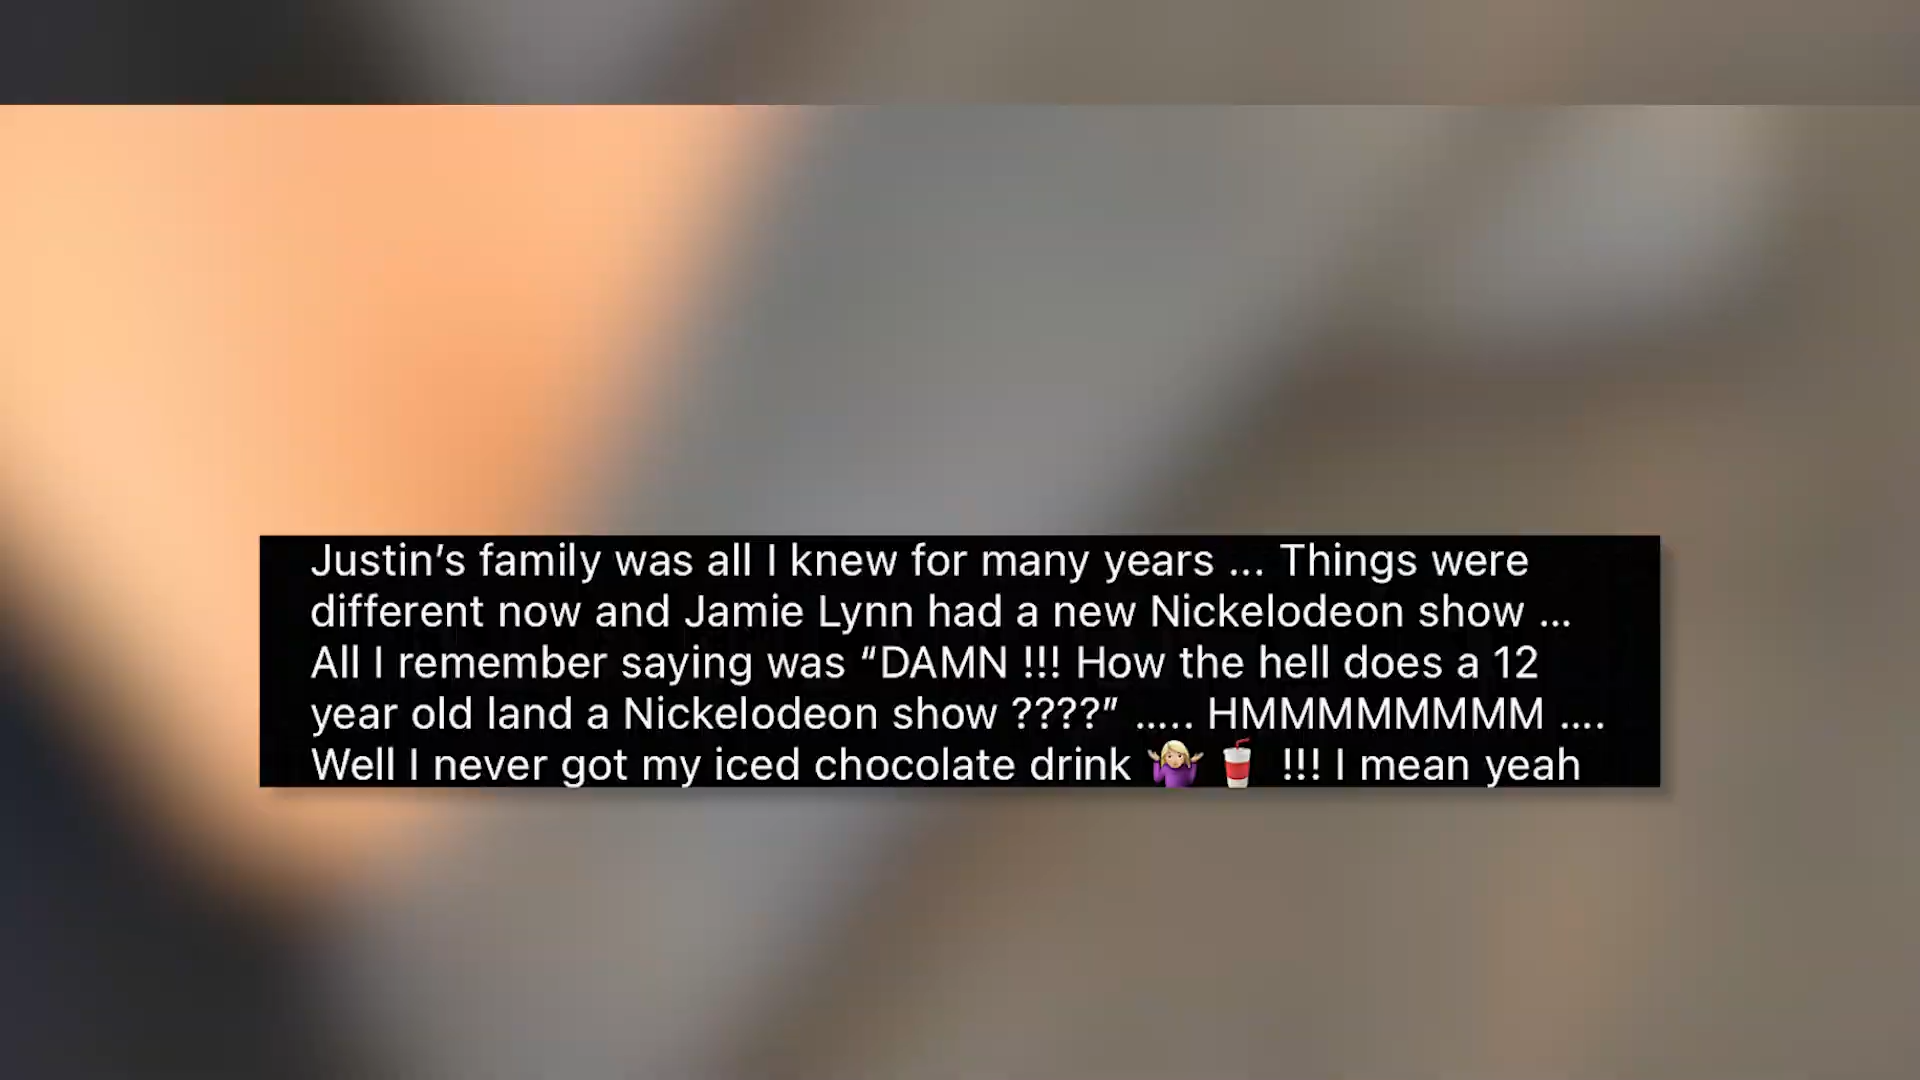 Justin’s family was all I knew for many years ... Things were
different now and Jamie Lynn had a new Nickelodeon show ...
All I remember saying was “DAMN !!! How the hell does a 12
year old land a Nickelodeon show ????” ..... HMMMMMMMM ....
Well I never got my iced chocolate drink 🤷🏼‍♀️ 🥤 !!! I mean yeah